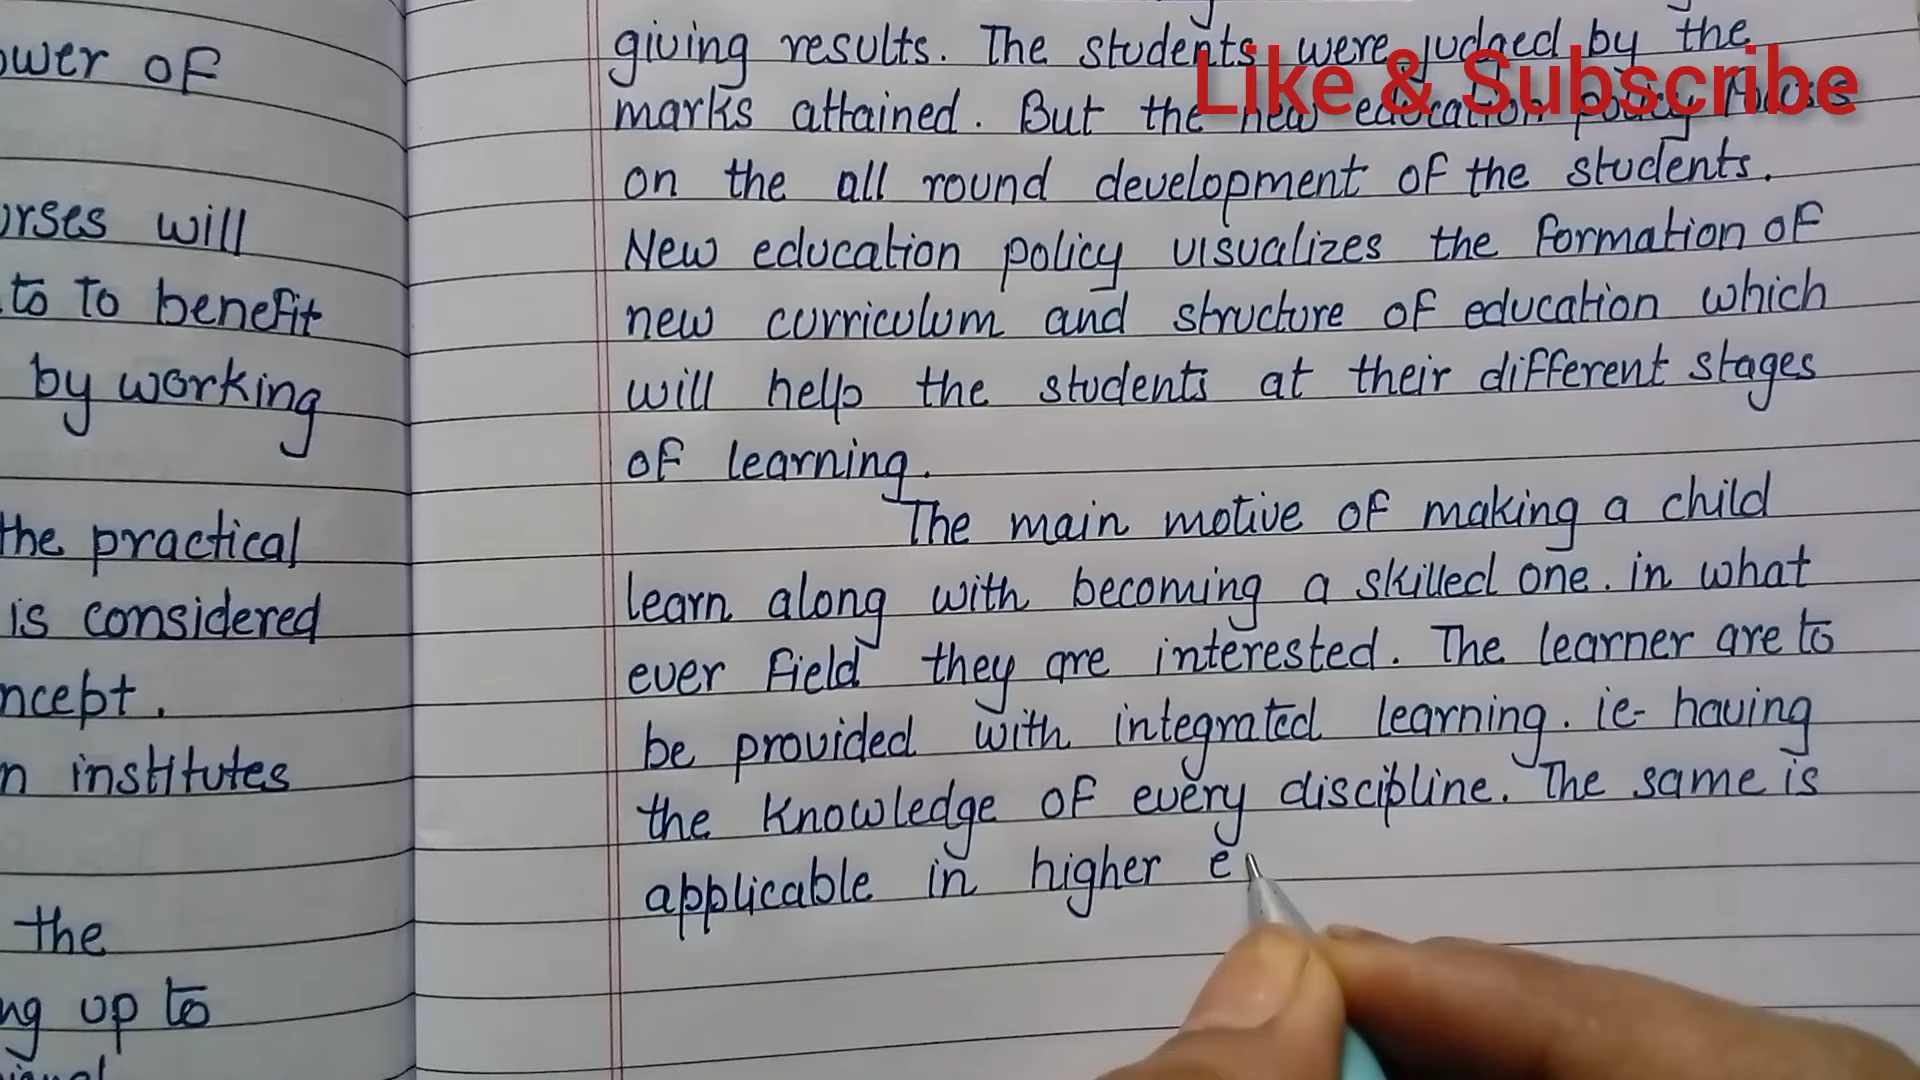 ower of
urses will
to to benefit
by working
the practical
is considered
ncept.
n institutes
the
ng up to
giving results. The students were judged by the
marks attained. But the new education policy
on the all round development of the students.
New education policy visualizes the formation of
new curriculum and structure of education which
will help the students at their different stages
of learning.
The main motive of making a child
learn along with becoming a skilled one. in what
ever field they are interested. The learner are to
be provided with integrated learning. ie- having
the knowledge of every discipline. The same is
applicable in higher e
Like & Subscribe